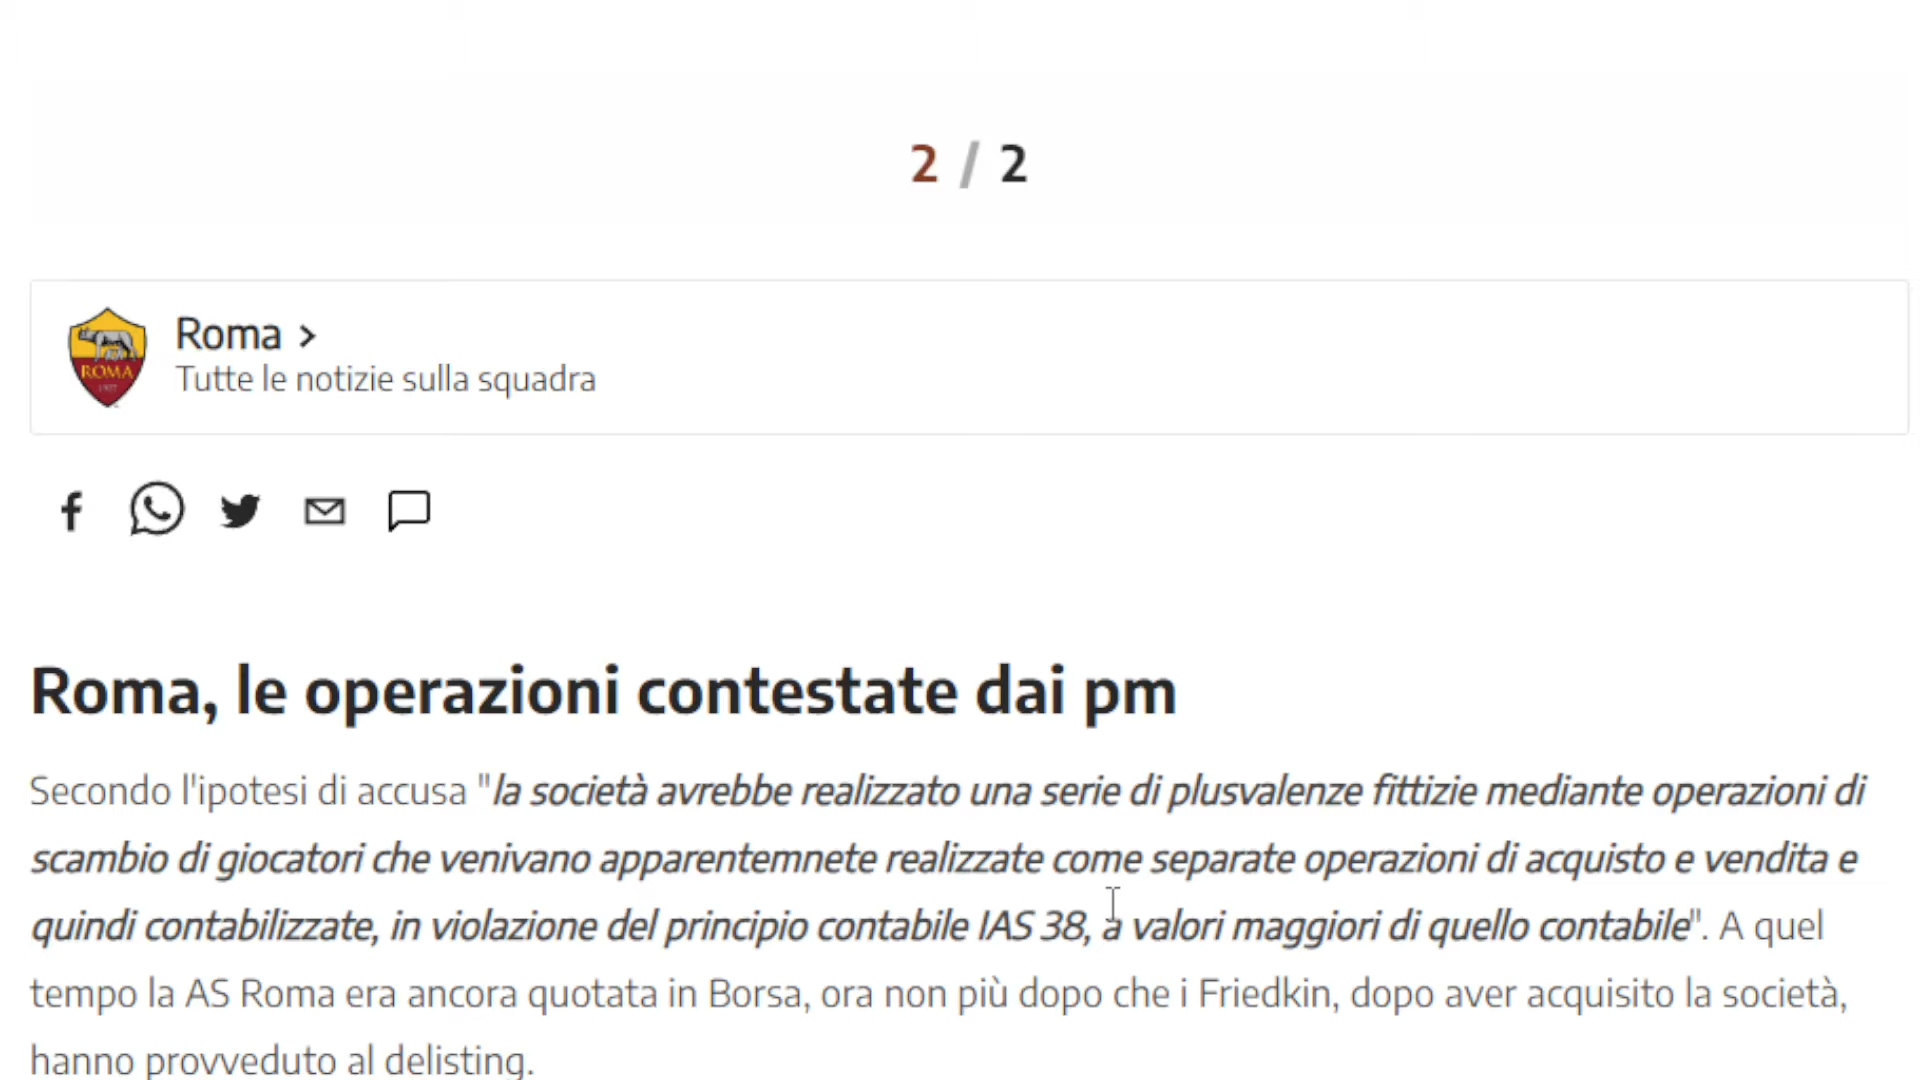 2 / 2
Roma >
Tutte le notizie sulla squadra
ROMA
1927
Roma, le operazioni contestate dai pm
Secondo l'ipotesi di accusa "la società avrebbe realizzato una serie di plusvalenze fittizie mediante operazioni di
scambio di giocatori che venivano apparentemnete realizzate come separate operazioni di acquisto e vendita e
quindi contabilizzate, in violazione del principio contabile IAS 38, a valori maggiori di quello contabile". A quel
tempo la AS Roma era ancora quotata in Borsa, ora non più dopo che i Friedkin, dopo aver acquisito la società,
hanno provveduto al delisting.